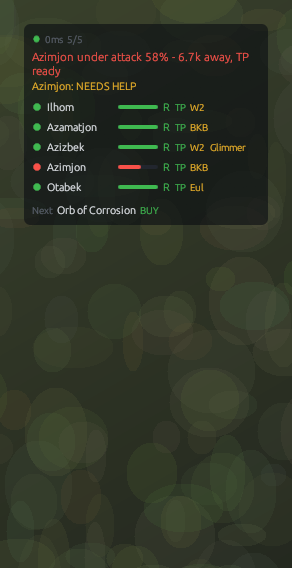 0ms 5/5
Azimjon under attack 58% - 6.7k away, TP
ready
Azimjon: NEEDS HELP
Ilhom R TP W2
Azamatjon R TP BKB
Azizbek R TP W2 Glimmer
Azimjon R TP BKB
Otabek R TP Eul
Next Orb of Corrosion BUY